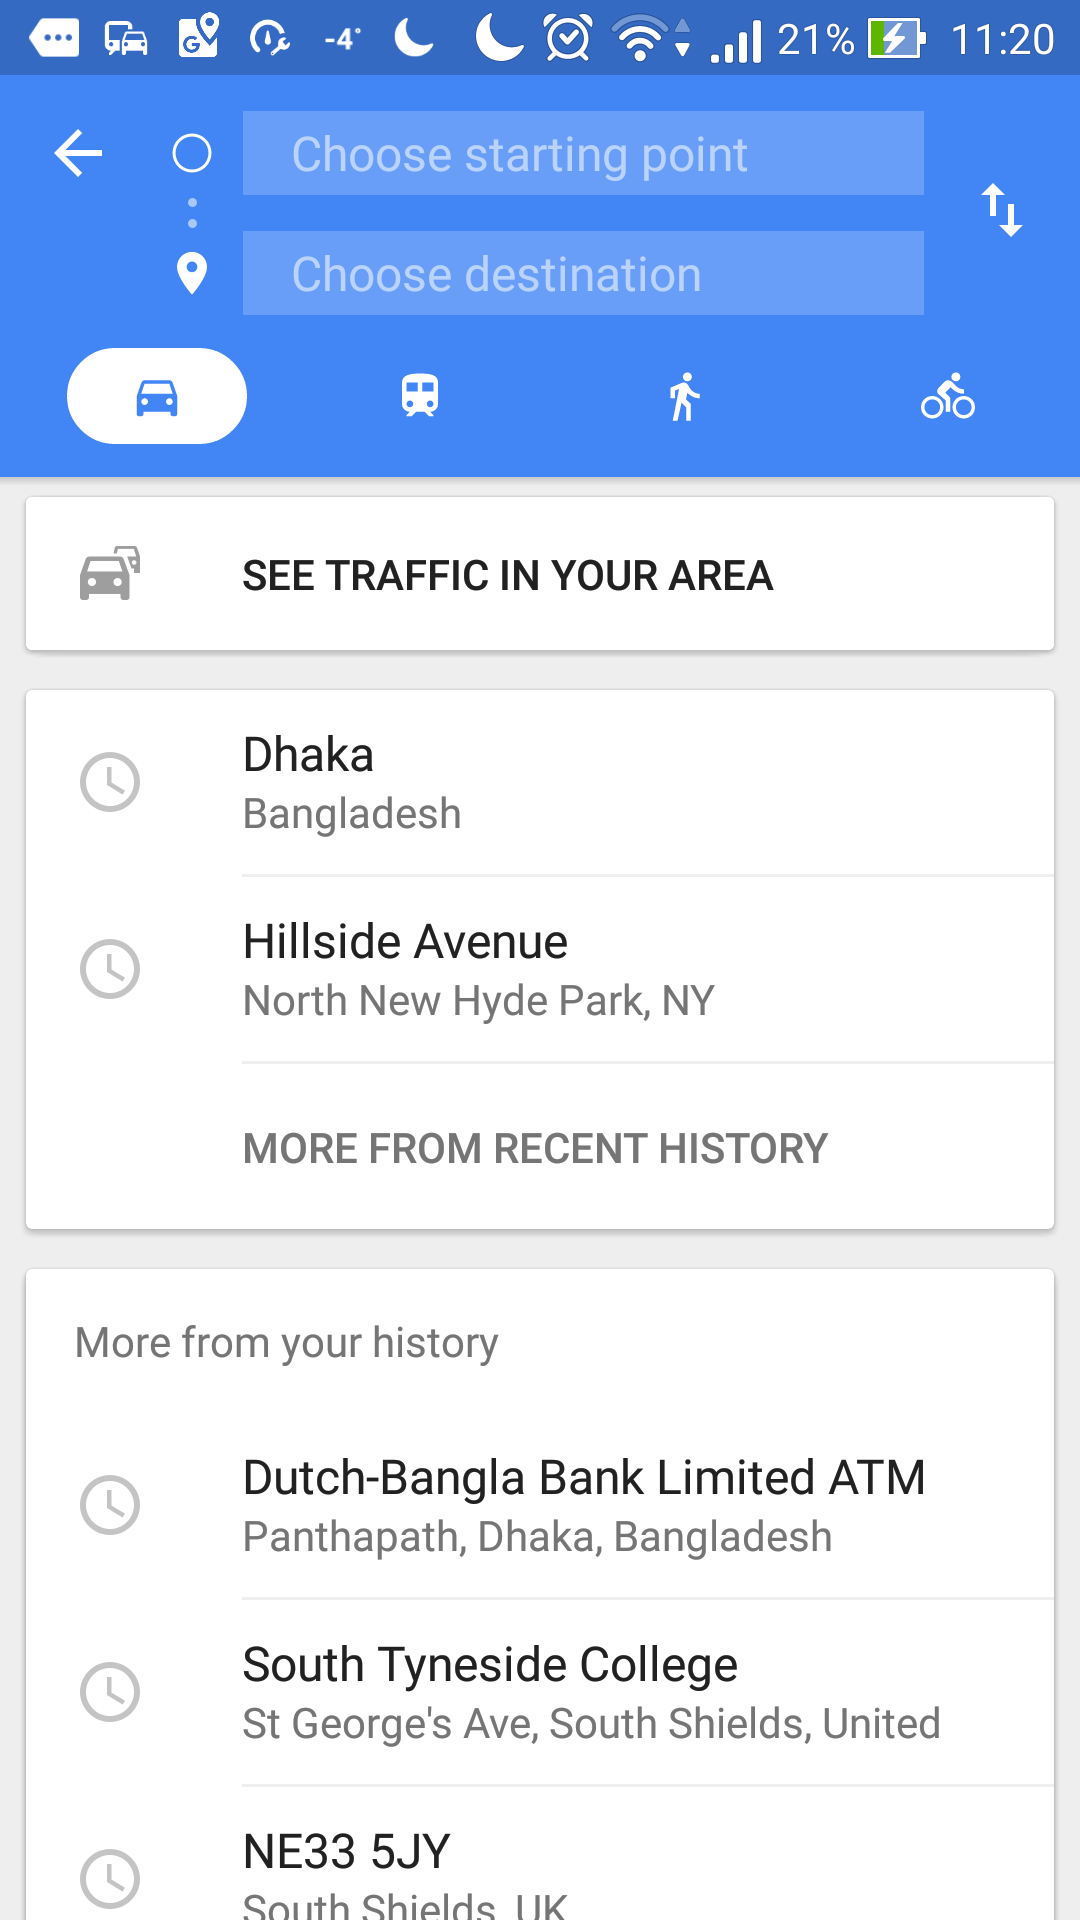 -4° 21% 11:20
Choose starting point
Choose destination
SEE TRAFFIC IN YOUR AREA
Dhaka
Bangladesh
Hillside Avenue
North New Hyde Park, NY
MORE FROM RECENT HISTORY
More from your history
Dutch-Bangla Bank Limited ATM
Panthapath, Dhaka, Bangladesh
South Tyneside College
St George's Ave, South Shields, United
NE33 5JY
South Shields, UK